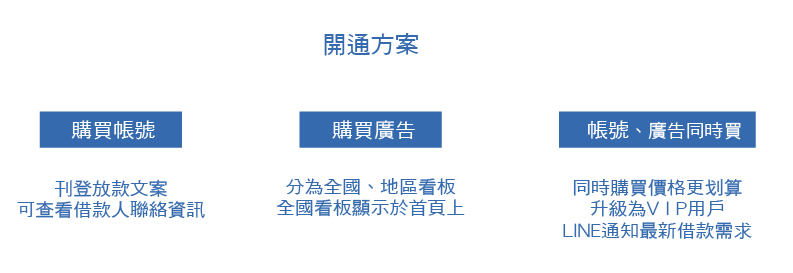 開通方案
購買帳號
購買廣告
帳號、廣告同時買
刊登放款文案
可查看借款人聯絡資訊
分為全國、地區看板
全國看板顯示於首頁上
同時購買價格更划算
升級為VIP用戶
LINE通知最新借款需求